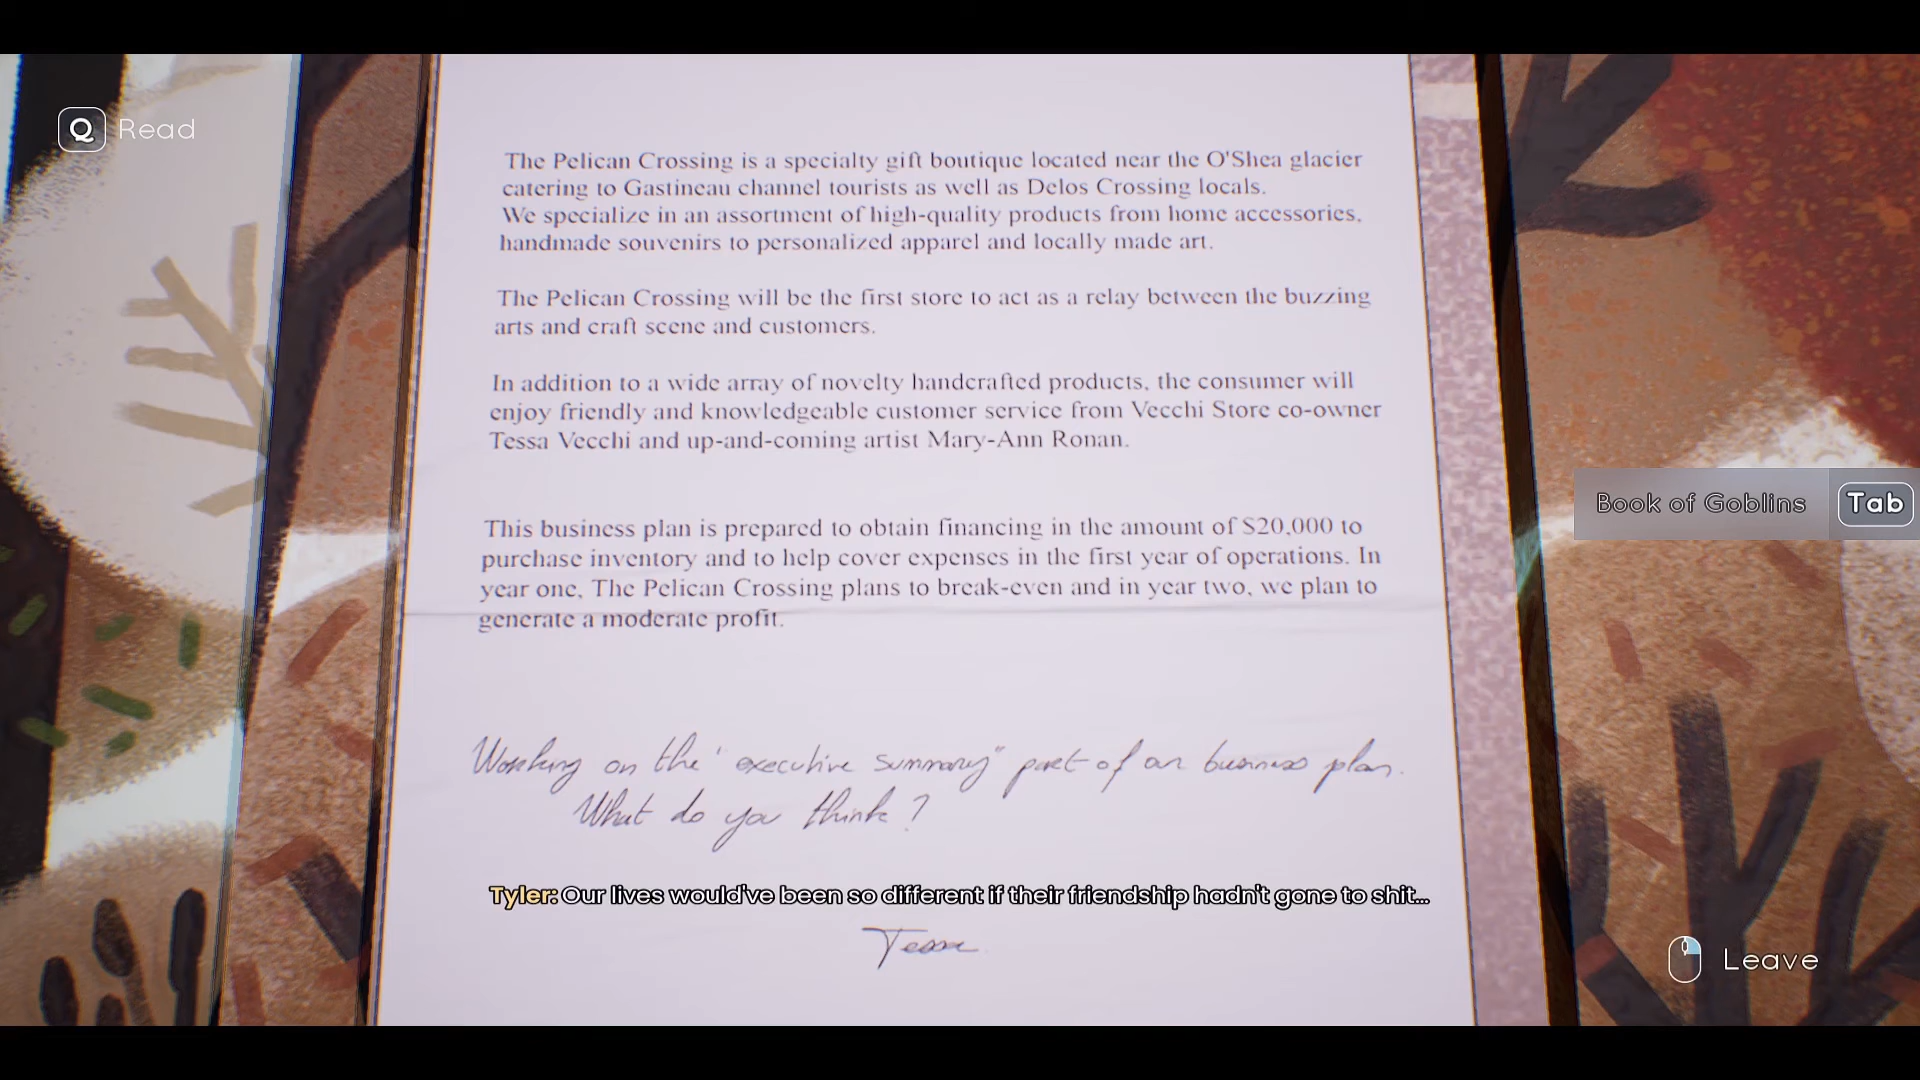 Q Read
The Pelican Crossing is a specialty gift boutique located near the O'Shea glacier
catering to Gastineau channel tourists as well as Delos Crossing locals.
We specialize in an assortment of high-quality products from home accessories,
handmade souvenirs to personalized apparel and locally made art.
The Pelican Crossing will be the first store to act as a relay between the buzzing
arts and craft scene and customers.
In addition to a wide array of novelty handcrafted products, the consumer will
enjoy friendly and knowledgeable customer service from Vecchi Store co-owner
Tessa Vecchi and up-and-coming artist Mary-Ann Ronan.
Book of Goblins Tab
This business plan is prepared to obtain financing in the amount of $20,000 to
purchase inventory and to help cover expenses in the first year of operations. In
year one, The Pelican Crossing plans to break-even and in year two, we plan to
generate a moderate profit.
Working on the "executive summary" part of our business plan.
What do you think?
Tyler: Our lives would've been so different if their friendship hadn't gone to shit...
Tessa
Leave